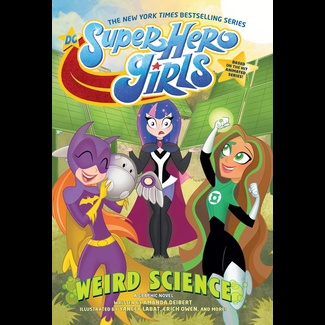 THE NEW YORK TIMES BESTSELLING SERIES
DC
Super Hero
Girls
BASED
ON THE HIT
ANIMATED
SERIES!
WEIRD SCIENCE
A GRAPHIC NOVEL
WRITTEN BY AMANDA DEIBERT
ILLUSTRATED BY YANCEY LABAT, ERICH OWEN, AND MORE